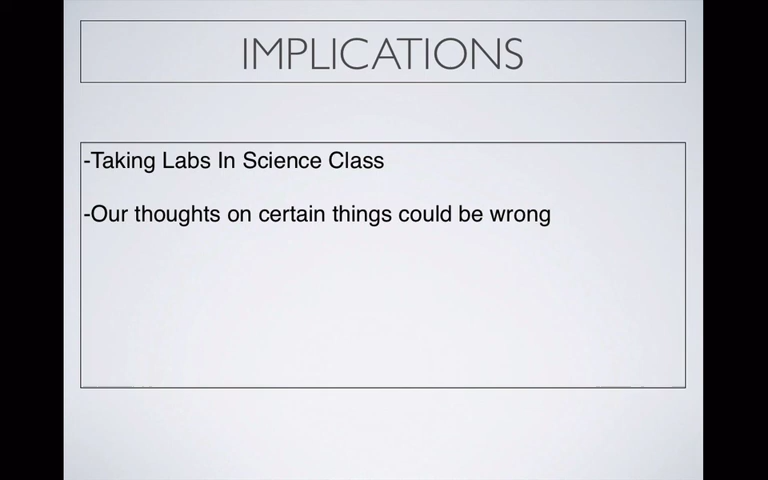 IMPLICATIONS
-Taking Labs In Science Class
-Our thoughts on certain things could be wrong